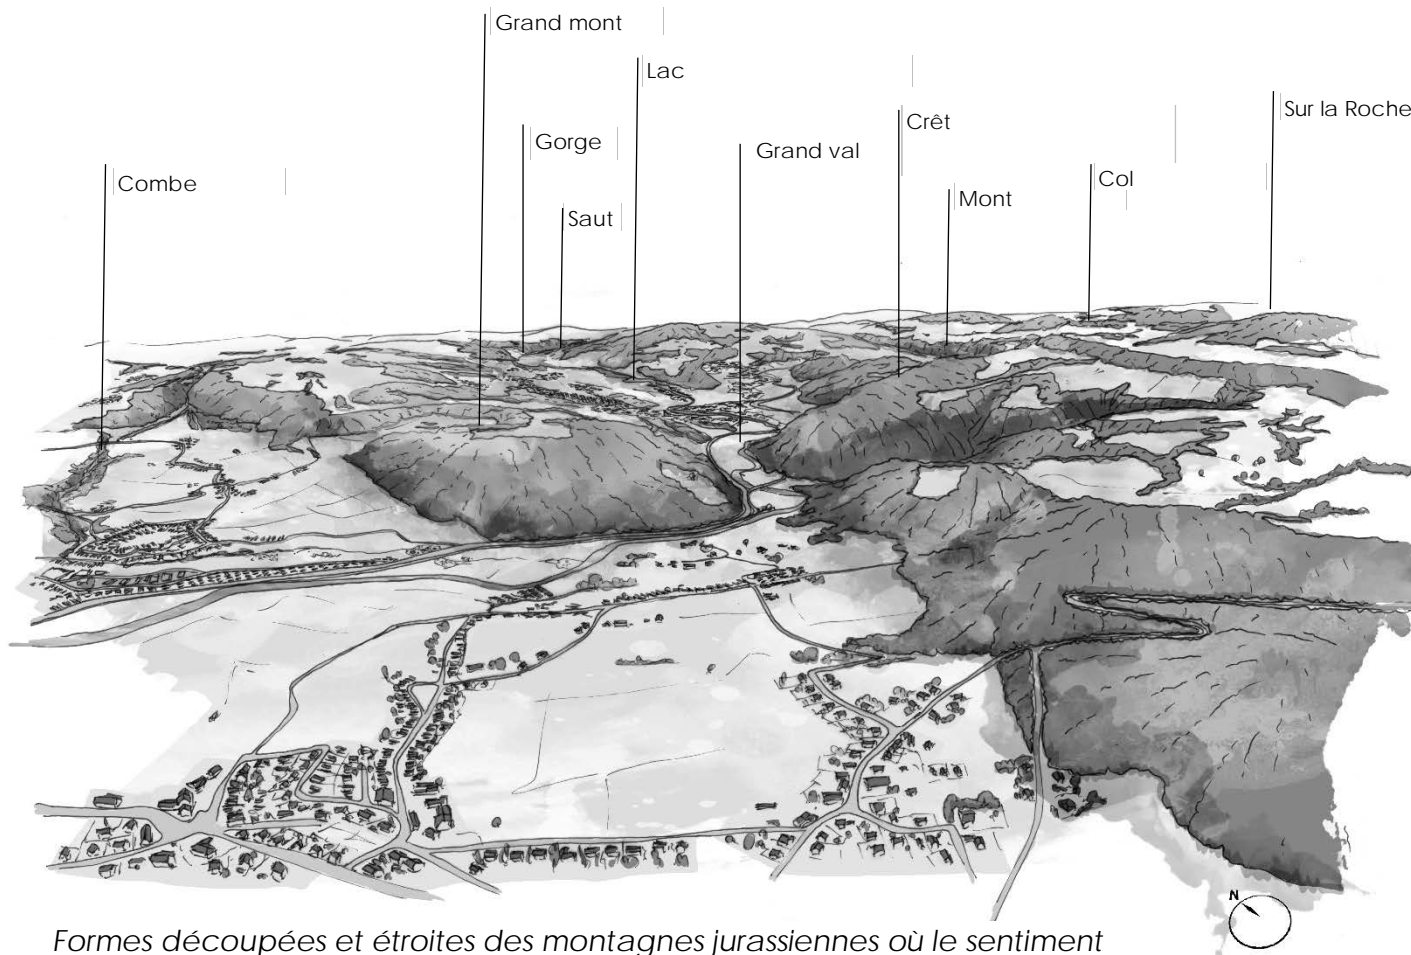 Grand mont
Lac
Sur la Roche
Crêt
Gorge
Grand val
Combe
Col
Mont
Saut
N
Formes découpées et étroites des montagnes jurassiennes où le sentiment